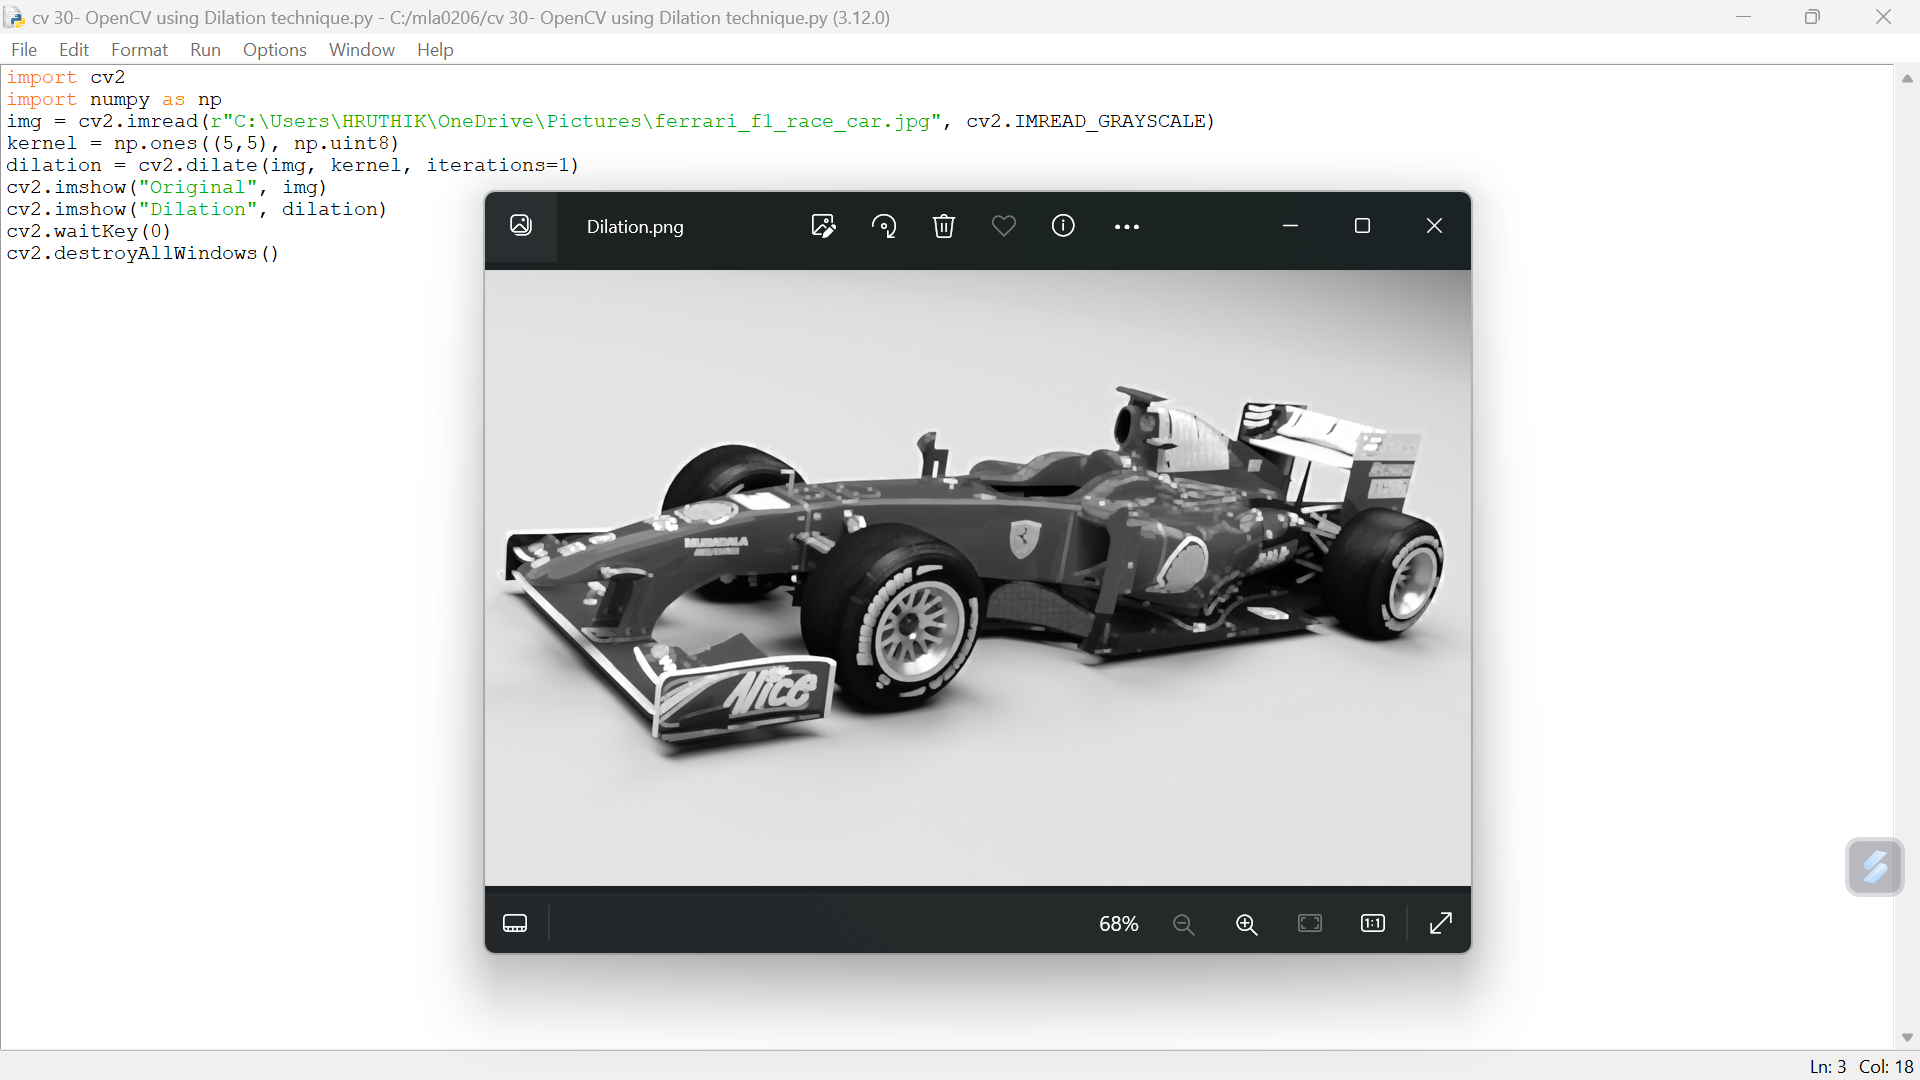 cv 30- OpenCV using Dilation technique.py - C:/mla0206/cv 30- OpenCV using Dilation technique.py (3.12.0)
File Edit Format Run Options Window Help
import cv2
import numpy as np
img = cv2.imread(r"C:\Users\HRUTHIK\OneDrive\Pictures\ferrari_f1_race_car.jpg", cv2.IMREAD_GRAYSCALE)
kernel = np.ones((5,5), np.uint8)
dilation = cv2.dilate(img, kernel, iterations=1)
cv2.imshow("Original", img)
cv2.imshow("Dilation", dilation)
cv2.waitKey(0)
cv2.destroyAllWindows()
Dilation.png
Nice
68%
1:1
Ln: 3 Col: 18